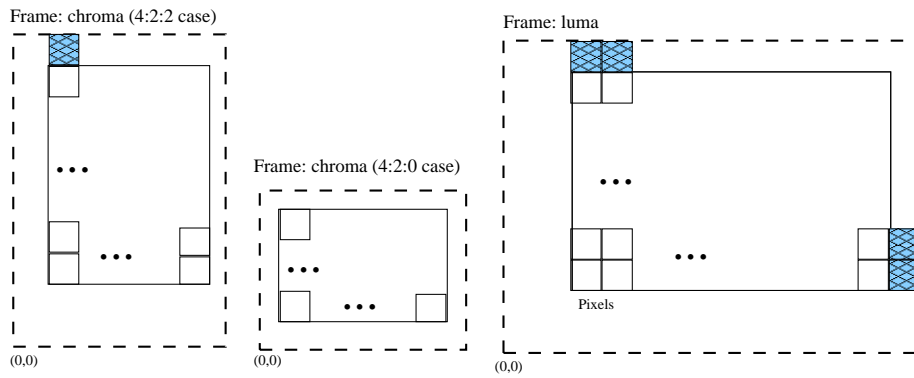 Frame: chroma (4:2:2 case)
Frame: luma
Frame: chroma (4:2:0 case)
Pixels
(0,0)
(0,0)
(0,0)